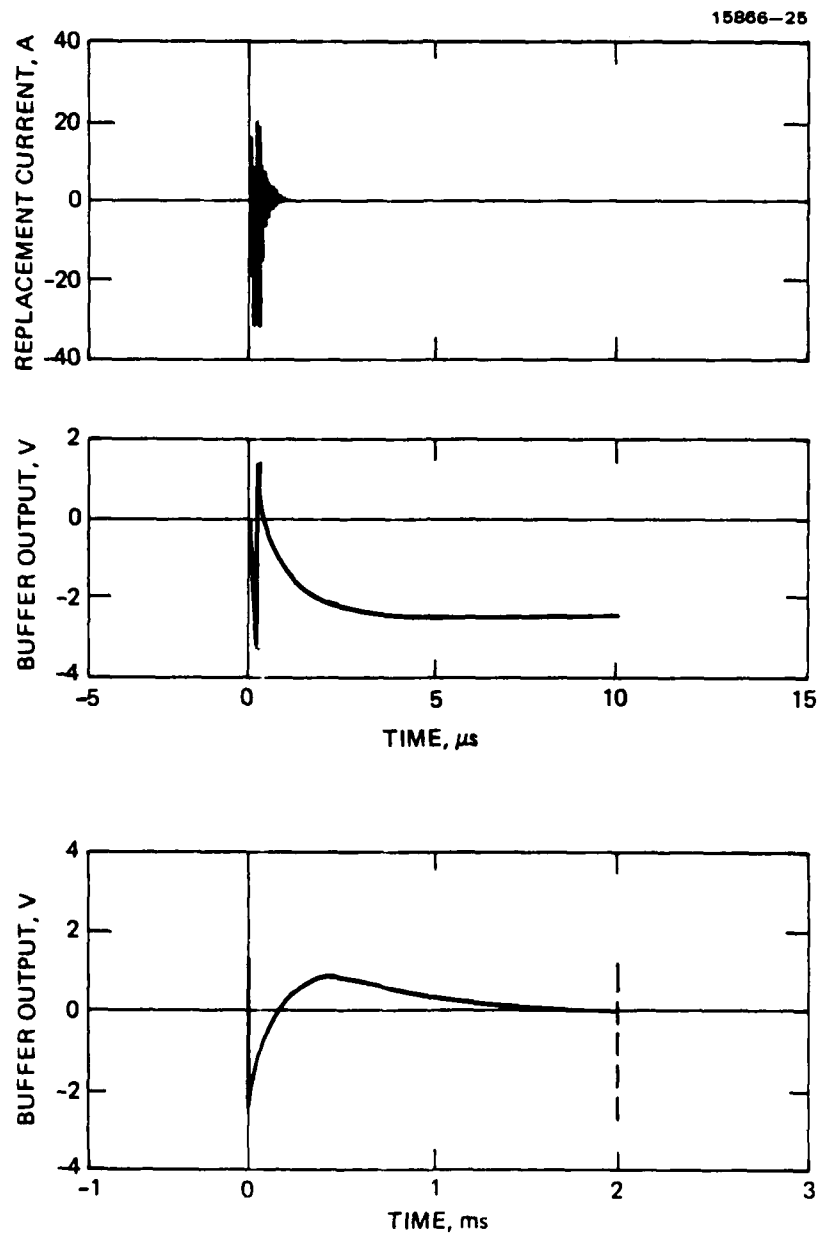 15866-25
REPLACEMENT CURRENT, A
40
20
0
-20
-40
BUFFER OUTPUT, V
2
0
-2
-4
-5 0 5 10 15
TIME, μs
BUFFER OUTPUT, V
4
2
0
-2
-4
-1 0 1 2 3
TIME, ms